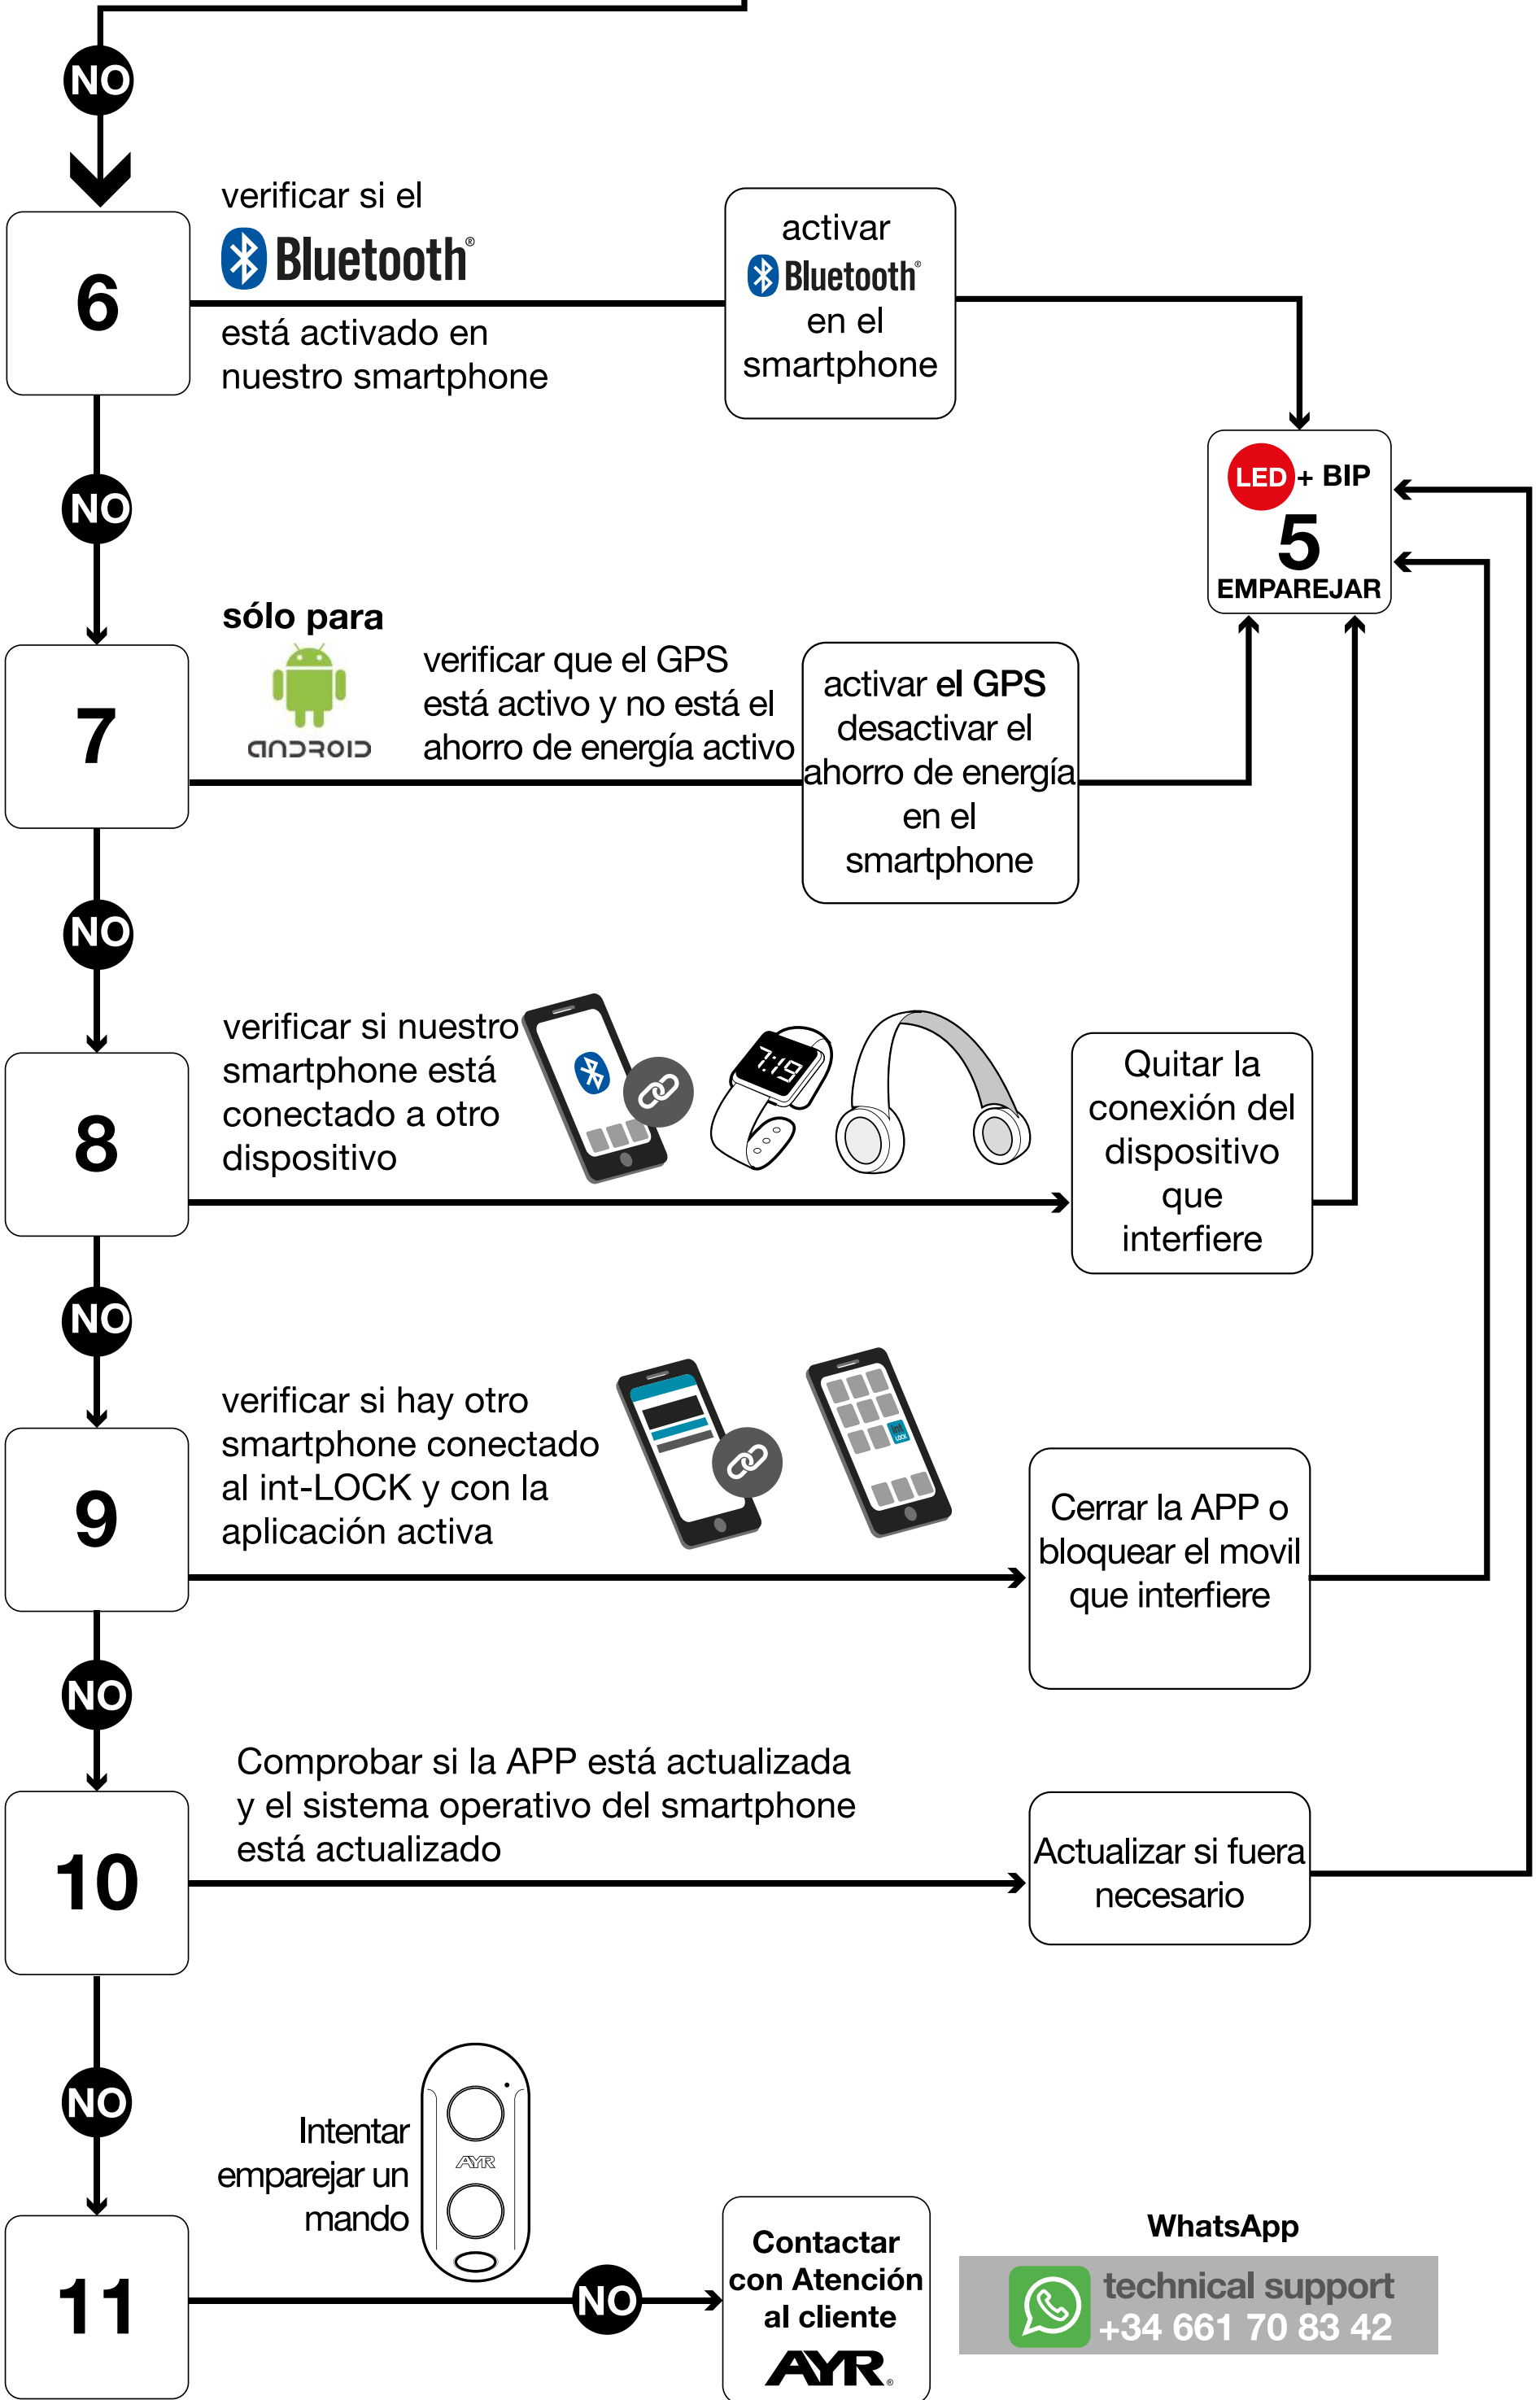 NO
verificar si el
Bluetooth®
está activado en
nuestro smartphone
6
activar
Bluetooth®
en el
smartphone
LED + BIP
5
EMPAREJAR
NO
sólo para
ANDROID
verificar que el GPS
está activo y no está el
ahorro de energía activo
7
activar el GPS
desactivar el
ahorro de energía
en el
smartphone
NO
verificar si nuestro
smartphone está
conectado a otro
dispositivo
7:19
8
Quitar la
conexión del
dispositivo
que
interfiere
NO
verificar si hay otro
smartphone conectado
al int-LOCK y con la
aplicación activa
int
LOCK
9
Cerrar la APP o
bloquear el movil
que interfiere
NO
Comprobar si la APP está actualizada
y el sistema operativo del smartphone
está actualizado
10
Actualizar si fuera
necesario
NO
Intentar
emparejar un
mando
AYR
11
NO
Contactar
con Atención
al cliente
AYR®
WhatsApp
technical support
+34 661 70 83 42